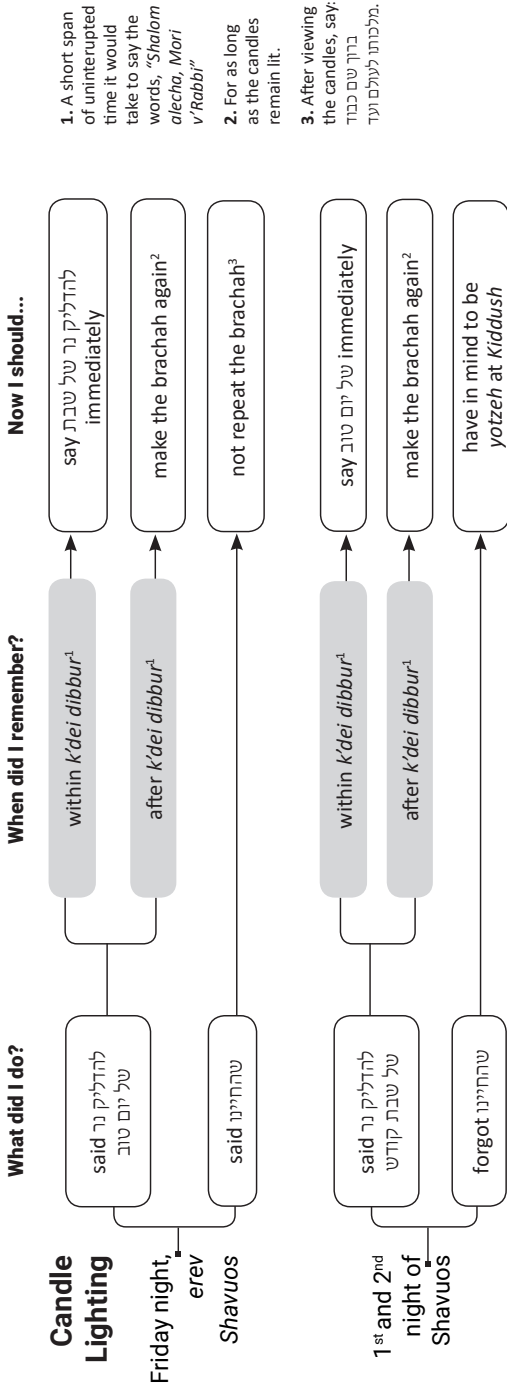 What did I do?
When did I remember?
Now I should...
Candle
Lighting
Friday night,
erev
Shavuos
said להדליק נר
של יום טוב
within k'dei dibbur¹
say להדליק נר של שבת
immediately
after k'dei dibbur¹
make the brachah again²
said שהחיינו
not repeat the brachah³
1st and 2nd
night of
Shavuos
said להדליק נר
של שבת קודש
within k'dei dibbur¹
say של יום טוב immediately
after k'dei dibbur¹
make the brachah again²
forgot שהחיינו
have in mind to be
yotzeh at Kiddush
1. A short span
of uninterupted
time it would
take to say the
words, “Shalom
alecha, Mori
v'Rabbi”
2. For as long
as the candles
remain lit.
3. After viewing
the candles, say:
ברוך שם כבוד
מלכותו לעולם ועד.